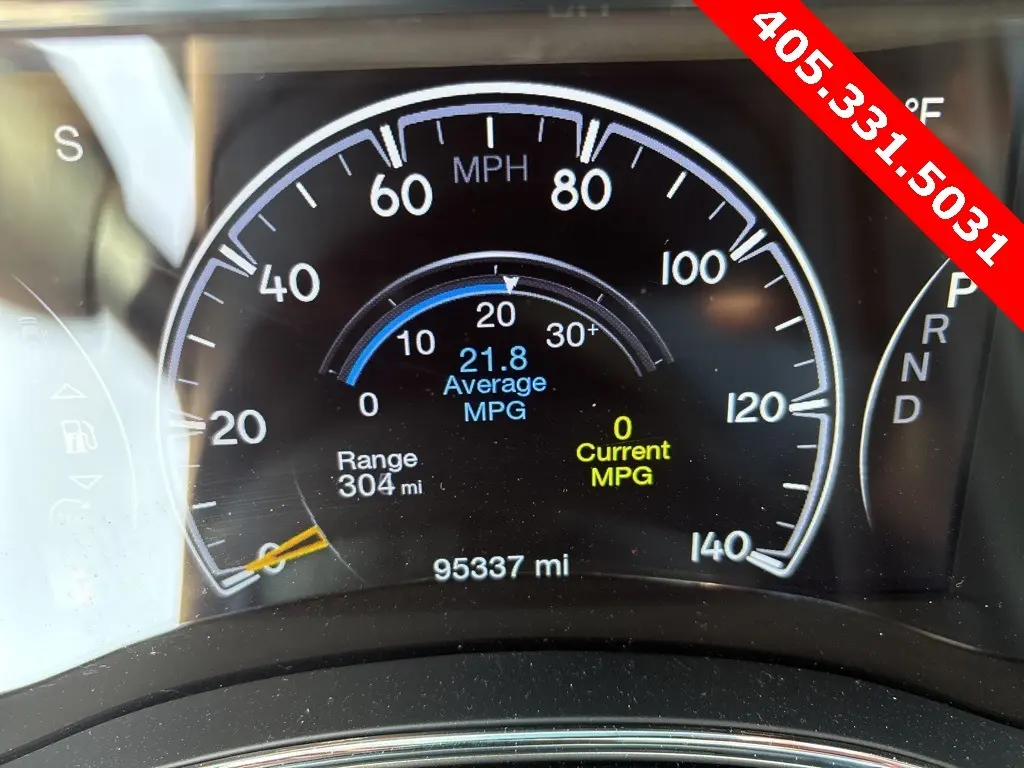 405.331.5031
S
°F
MPH
60
80
40
100
20
120
0
140
P
R
N
D
10
20
30+
0
21.8
Average
MPG
0
Current
MPG
Range
304 mi
95337 mi